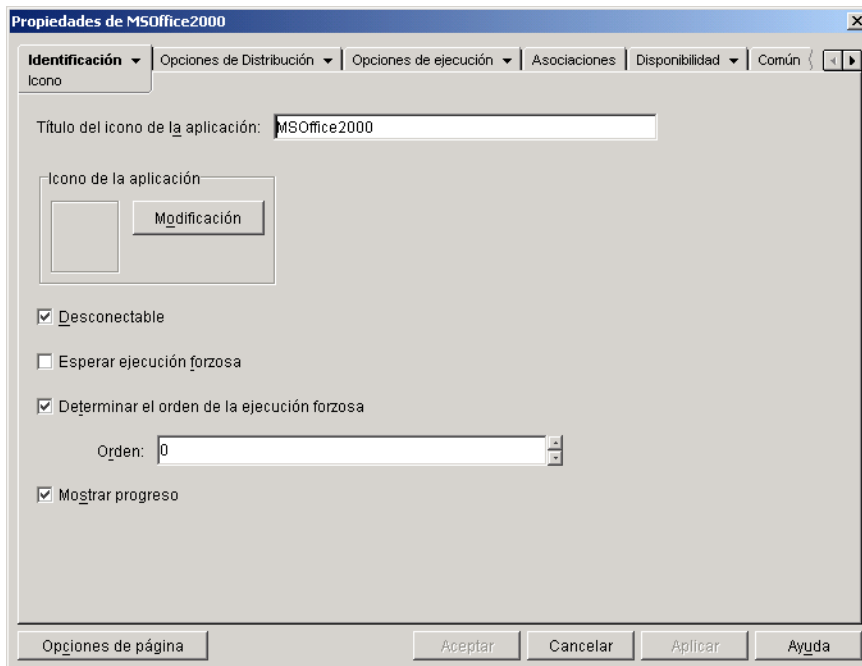 Propiedades de MSOffice2000
Identificación Opciones de Distribución Opciones de ejecución Asociaciones Disponibilidad Común
Icono
Título del icono de la aplicación: MSOffice2000
Icono de la aplicación
Modificación
Desconectable
Esperar ejecución forzosa
Determinar el orden de la ejecución forzosa
Orden: 0
Mostrar progreso
Opciones de página Aceptar Cancelar Aplicar Ayuda